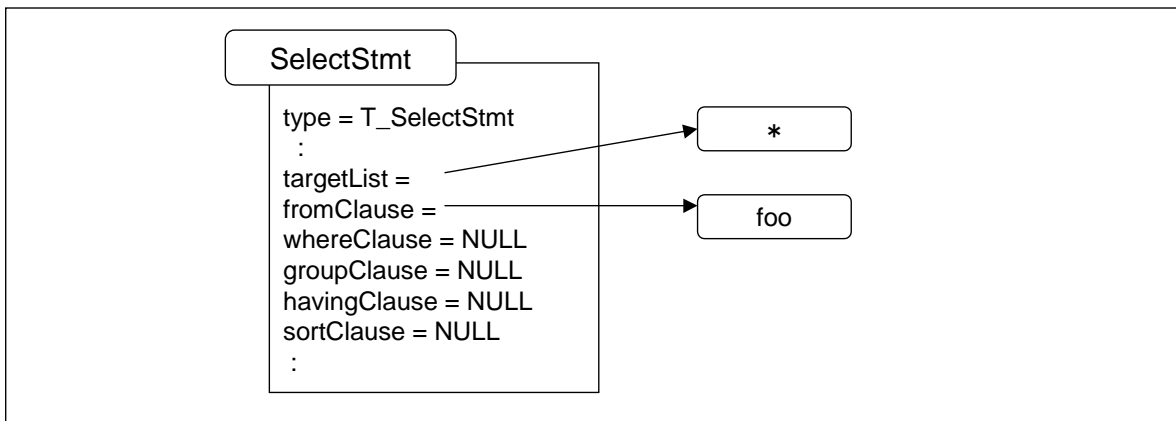 SelectStmt
type = T_SelectStmt
:
targetList =
fromClause =
whereClause = NULL
groupClause = NULL
havingClause = NULL
sortClause = NULL
:
*
foo